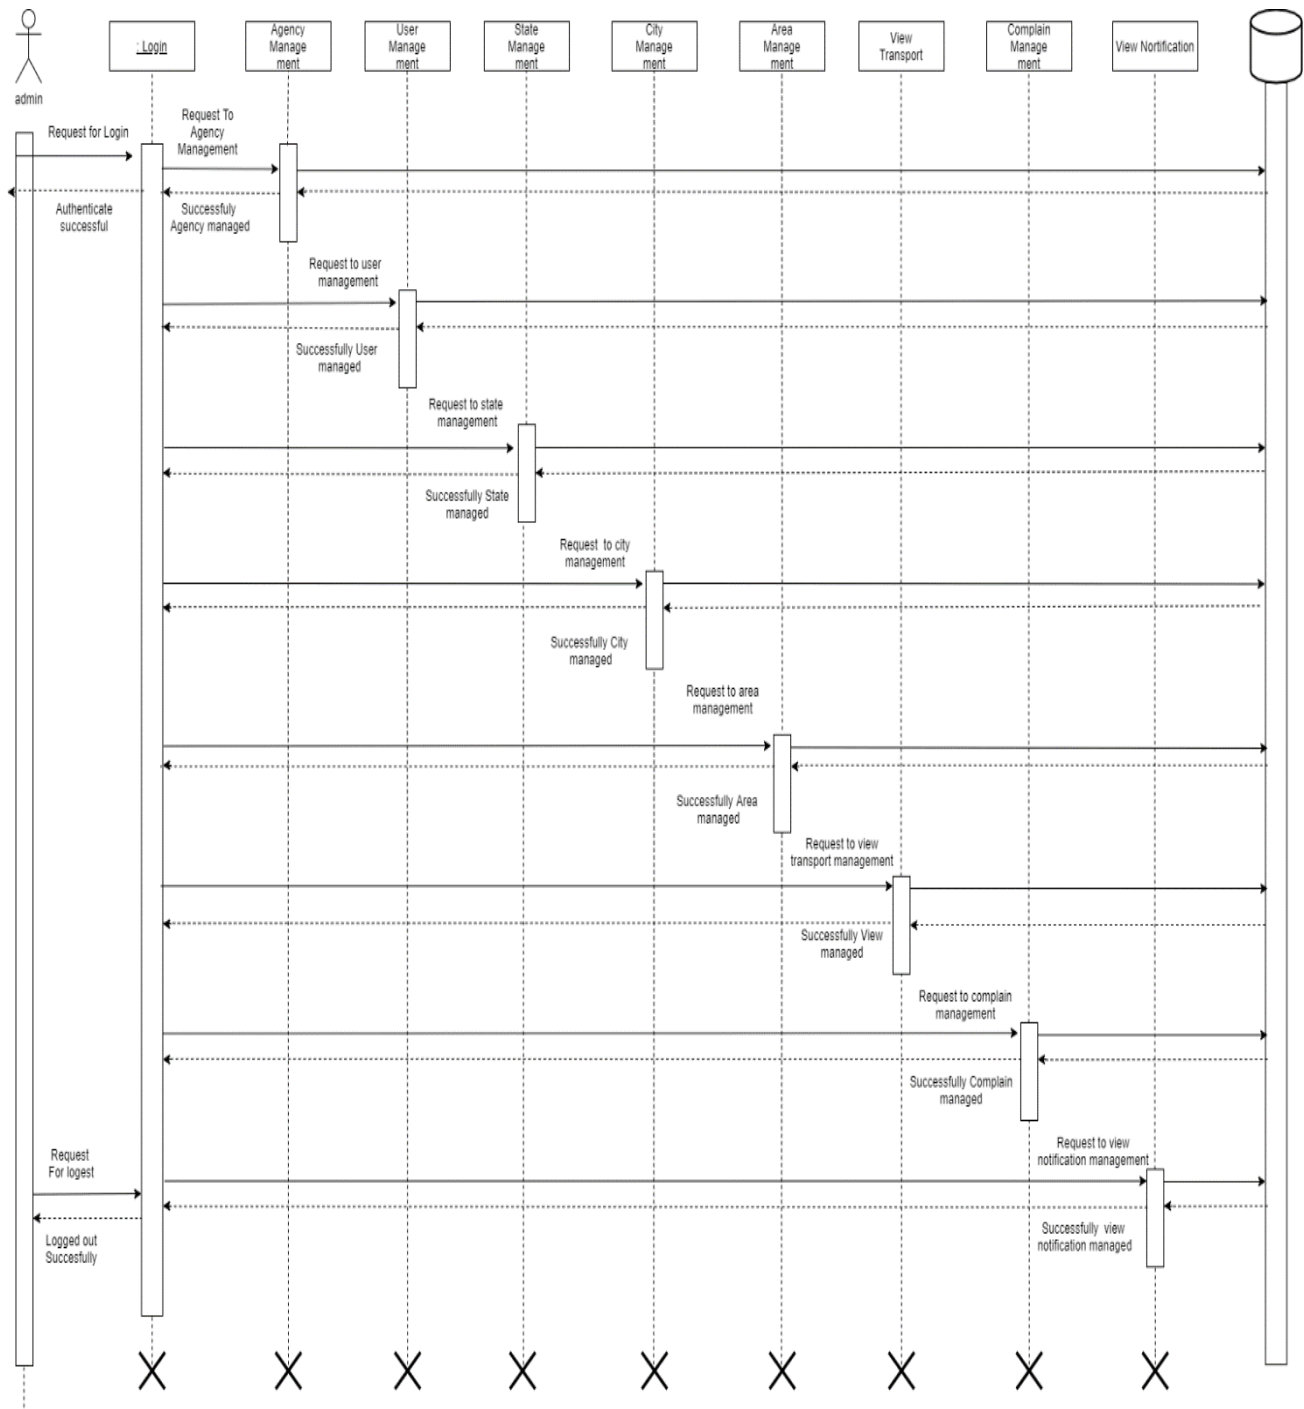 : Login
Agency
Manage
ment
User
Manage
ment
State
Manage
ment
City
Manage
ment
Area
Manage
ment
View
Transport
Complain
Manage
ment
View Nortification
admin
Request for Login
Request To
Agency
Management
Authenticate
successful
Successfuly
Agency managed
Request to user
management
Successfully User
managed
Request to state
management
Successfully State
managed
Request to city
management
Successfully City
managed
Request to area
management
Successfully Area
managed
Request to view
transport management
Successfully View
managed
Request to complain
management
Successfully Complain
managed
Request to view
notification management
Request
For logest
Successfully view
notification managed
Logged out
Succesfully